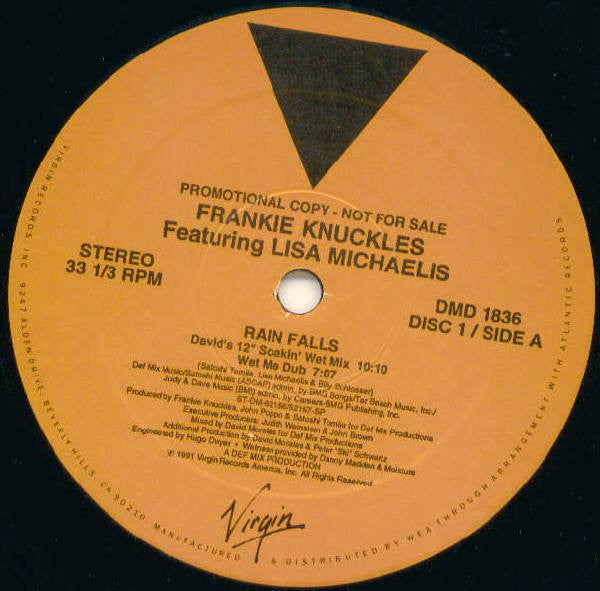 PROMOTIONAL COPY - NOT FOR SALE
FRANKIE KNUCKLES
Featuring LISA MICHAELIS
STEREO
33 1/3 RPM
DMD 1836
DISC 1 / SIDE A
RAIN FALLS
David's 12" Soakin' Wet Mix 10:10
Wet Me Dub 7:07
(Satoshi Tomiie, Lisa Michaelis & Billy Schlosser)
Def Mix Music/Satoshi Music (ASCAP) admin. by BMG Songs/Tar Beach Music, Inc./
Judy & Dave Music (BMI) admin. by Careers-BMG Publishing, Inc.
ST-DM-52156/52157-SP
Produced by Frankie Knuckles, John Poppo & Satoshi Tomiie for Def Mix Productions
Executive Producers: Judith Weinstein & John Brown
Mixed by David Morales for Def Mix Productions
Additional Production by David Morales & Peter "Ski" Schwartz
Engineered by Hugo Dwyer • Wetness provided by Danny Madden & Moisture
A DEF MIX PRODUCTION
℗ 1991 Virgin Records America, Inc. All Rights Reserved
Virgin
VIRGIN RECORDS, INC. 9247 ALDEN DRIVE, BEVERLY HILLS, CA 90210 MANUFACTURED & DISTRIBUTED BY WEA THROUGH ARRANGEMENT WITH ATLANTIC RECORDS